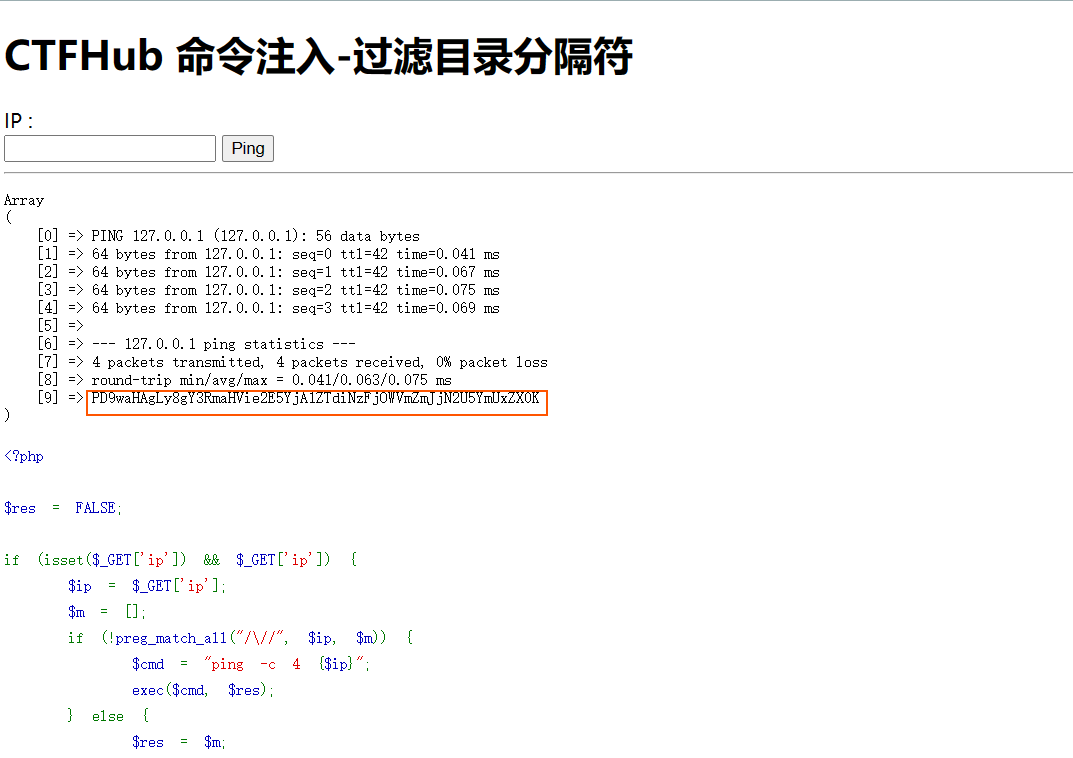 CTFHub 命令注入-过滤目录分隔符
IP :
Ping
Array
(
[0] => PING 127.0.0.1 (127.0.0.1): 56 data bytes
[1] => 64 bytes from 127.0.0.1: seq=0 ttl=42 time=0.041 ms
[2] => 64 bytes from 127.0.0.1: seq=1 ttl=42 time=0.067 ms
[3] => 64 bytes from 127.0.0.1: seq=2 ttl=42 time=0.075 ms
[4] => 64 bytes from 127.0.0.1: seq=3 ttl=42 time=0.069 ms
[5] =>
[6] => --- 127.0.0.1 ping statistics ---
[7] => 4 packets transmitted, 4 packets received, 0% packet loss
[8] => round-trip min/avg/max = 0.041/0.063/0.075 ms
[9] => PD9waHAgLy8gY3RmaHVie2E5YjA1ZTdiNzFjOWVmZmJjN2U5YmUxZX0K
)
<?php
$res = FALSE;
if (isset($_GET['ip']) && $_GET['ip']) {
$ip = $_GET['ip'];
$m = [];
if (!preg_match_all("/\//", $ip, $m)) {
$cmd = "ping -c 4 {$ip}";
exec($cmd, $res);
} else {
$res = $m;